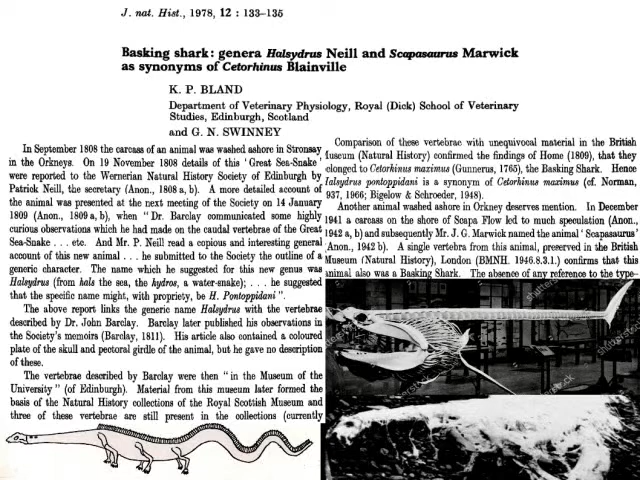 J. nat. Hist., 1978, 12 : 133–135
Basking shark: genera Halsydrus Neill and Scapasaurus Marwick
as synonyms of Cetorhinus Blainville
K. P. BLAND
Department of Veterinary Physiology, Royal (Dick) School of Veterinary
Studies, Edinburgh, Scotland
and G. N. SWINNEY
In September 1808 the carcass of an animal was washed ashore in Stronsay
in the Orkneys. On 19 November 1808 details of this ‘ Great Sea-Snake ’
were reported to the Wernerian Natural History Society of Edinburgh by
Patrick Neill, the secretary (Anon., 1808 a, b). A more detailed account of
the animal was presented at the next meeting of the Society on 14 January
1809 (Anon., 1809 a, b), when “ Dr. Barclay communicated some highly
curious observations which he had made on the caudal vertebrae of the Great
Sea-Snake . . . etc. And Mr. P. Neill read a copious and interesting general
account of this new animal . . . he submitted to the Society the outline of a
generic character. The name which he suggested for this new genus was
Halsydrus (from hals the sea, the hydros, a water-snake); . . . he suggested
that the specific name might, with propriety, be H. Pontoppidani ”.
The above report links the generic name Halsydrus with the vertebrae
described by Dr. John Barclay. Barclay later published his observations in
the Society’s memoirs (Barclay, 1811). His article also contained a coloured
plate of the skull and pectoral girdle of the animal, but he gave no description
of these.
The vertebrae described by Barclay were then “ in the Museum of the
University ” (of Edinburgh). Material from this museum later formed the
basis of the Natural History collections of the Royal Scottish Museum and
three of these vertebrae are still present in the collections (currently
Comparison of these vertebrae with unequivocal material in the British
useum (Natural History) confirmed the findings of Home (1809), that they
elonged to Cetorhinus maximus (Gunnerus, 1765), the Basking Shark. Hence
alsydrus pontoppidani is a synonym of Cetorhinus maximus (cf. Norman,
937, 1966; Bigelow & Schroeder, 1948).
Another animal washed ashore in Orkney deserves mention. In December
1941 a carcass on the shore of Scapa Flow led to much speculation (Anon.,
1942 a, b) and subsequently Mr. J. G. Marwick named the animal ‘ Scapasaurus ’
(Anon., 1942 b). A single vertebra from this animal, preserved in the British
Museum (Natural History), London (BMNH. 1946.8.3.1.) confirms that this
animal also was a Basking Shark. The absence of any reference to the type-
shutterstock